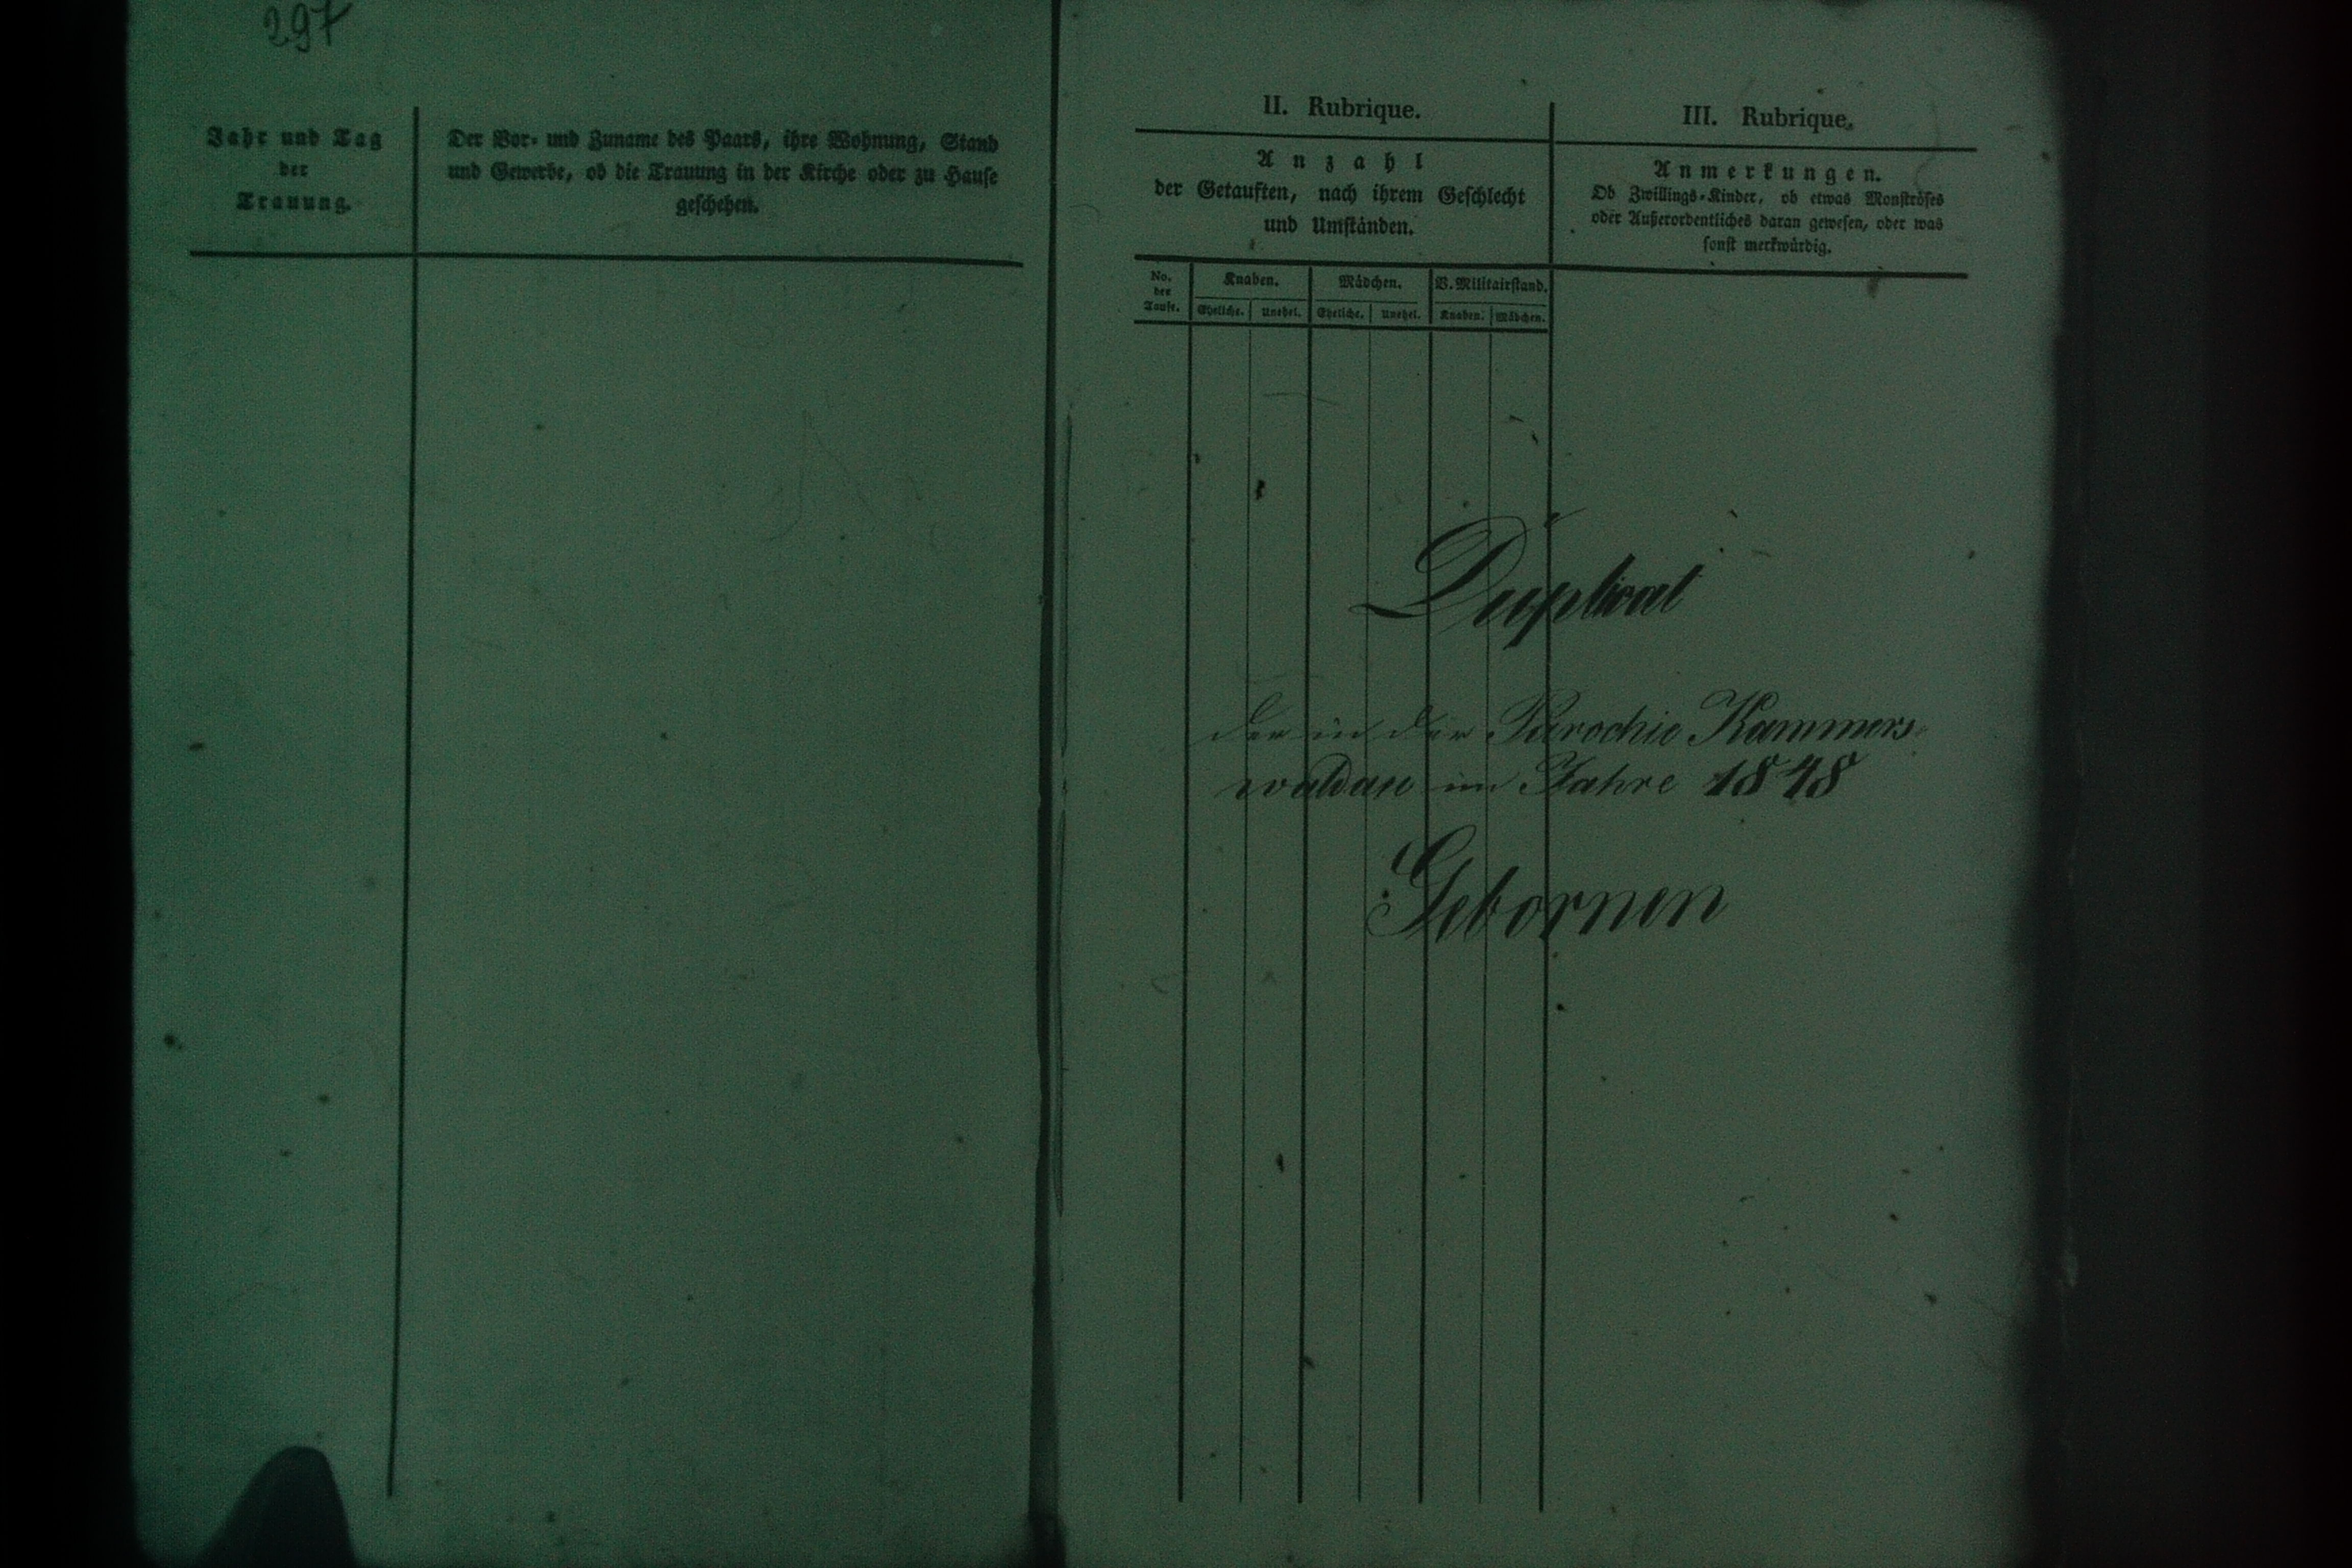 297
Jahr und Tag
der
Trauung.
Der Vor- und Zuname des Paars, ihre Wohnung, Stand
und Gewerbe, ob die Trauung in der Kirche oder zu Hause
geschehen.
II. Rubrique.
Anzahl
der Getauften, nach ihrem Geschlecht
und Umständen.
III. Rubrique.
Anmerkungen.
Ob Zwillings-Kinder, ob etwas Monströses
oder Außerordentliches daran gewesen, oder was
sonst merkwürdig.
No.
der
Taufe.
Knaben.
Mädchen.
V. Militairstand.
Eheliche. Unehel. Eheliche. Unehel. Knaben. Mädchen.
Duplicat
der in der Parochie Kammers-
waldau im Jahre 1848
Gebornen